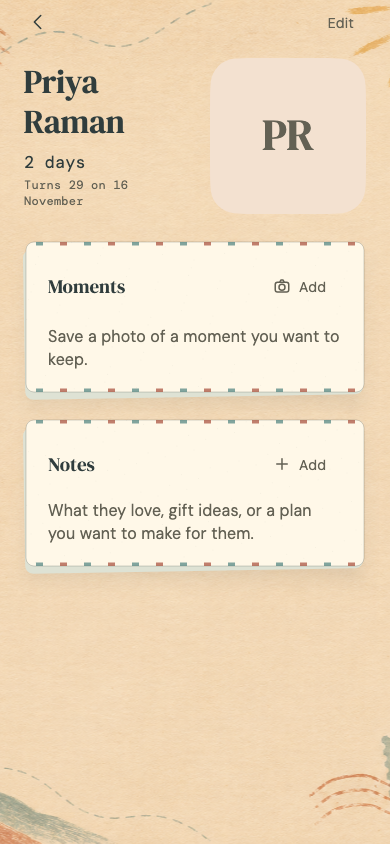 Edit
Priya
Raman
2 days
Turns 29 on 16
November
PR
Moments
Add
Save a photo of a moment you want to
keep.
Notes
Add
What they love, gift ideas, or a plan
you want to make for them.